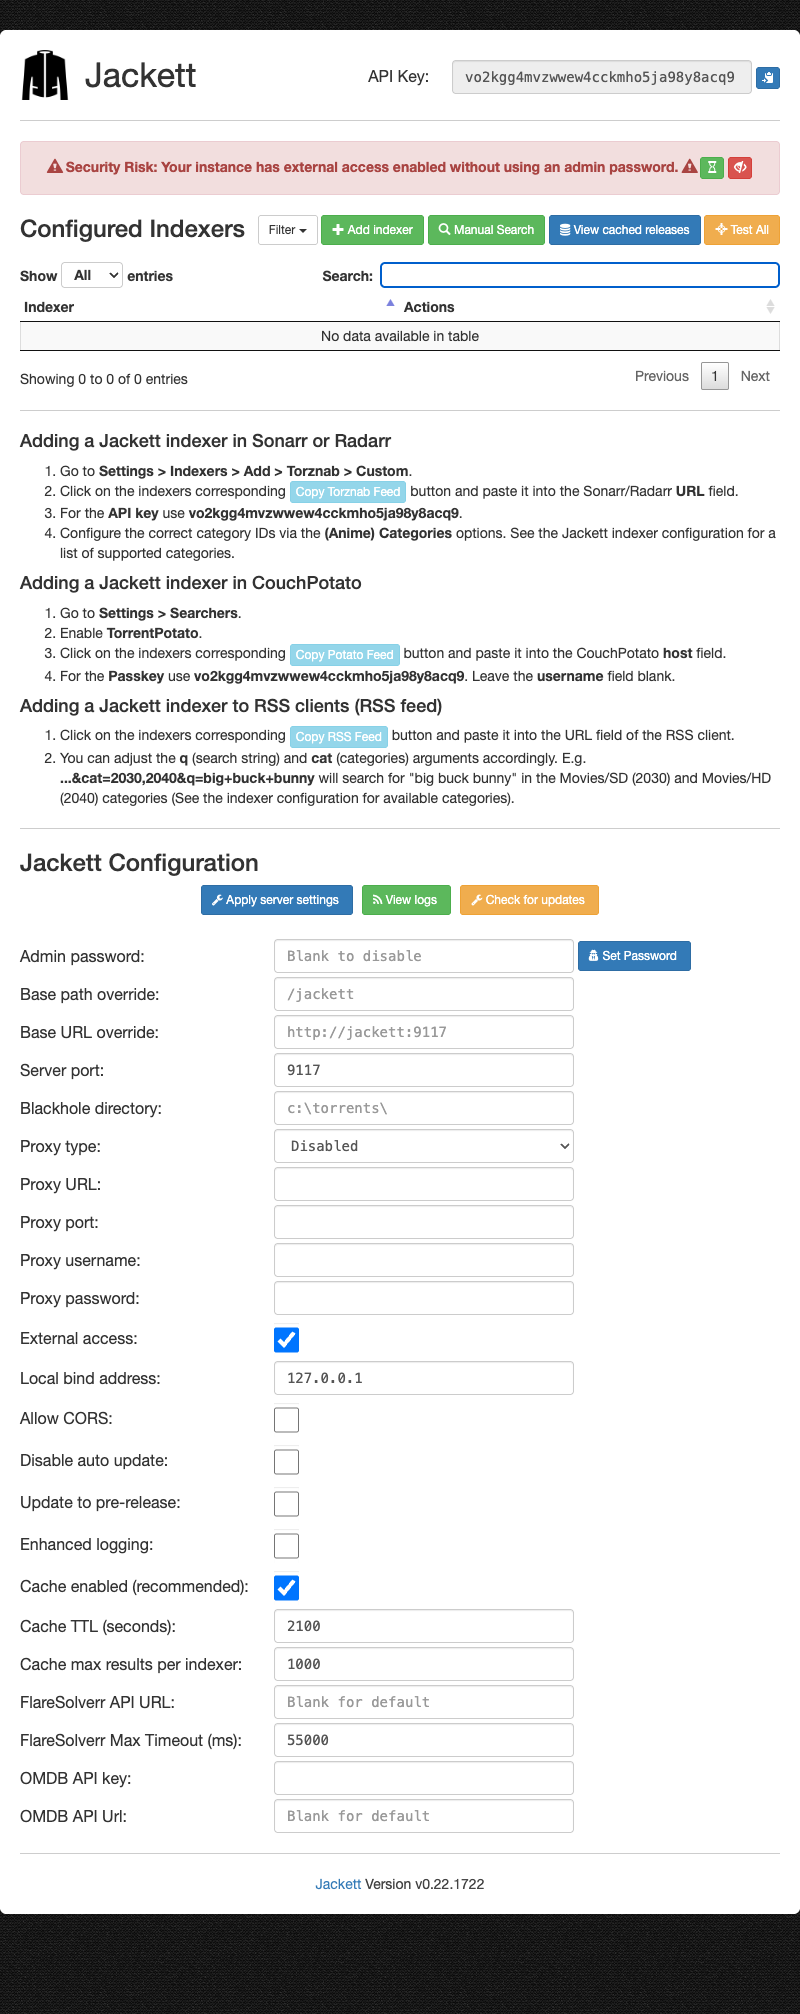 Jackett
API Key: vo2kgg4mvzwwew4cckmho5ja98y8acq9
Security Risk: Your instance has external access enabled without using an admin password.
Configured Indexers Filter Add indexer Manual Search View cached releases Test All
Show All entries Search:
Indexer Actions
No data available in table
Showing 0 to 0 of 0 entries Previous 1 Next
Adding a Jackett indexer in Sonarr or Radarr
1. Go to Settings > Indexers > Add > Torznab > Custom.
2. Click on the indexers corresponding Copy Torznab Feed button and paste it into the Sonarr/Radarr URL field.
3. For the API key use vo2kgg4mvzwwew4cckmho5ja98y8acq9.
4. Configure the correct category IDs via the (Anime) Categories options. See the Jackett indexer configuration for a
list of supported categories.
Adding a Jackett indexer in CouchPotato
1. Go to Settings > Searchers.
2. Enable TorrentPotato.
3. Click on the indexers corresponding Copy Potato Feed button and paste it into the CouchPotato host field.
4. For the Passkey use vo2kgg4mvzwwew4cckmho5ja98y8acq9. Leave the username field blank.
Adding a Jackett indexer to RSS clients (RSS feed)
1. Click on the indexers corresponding Copy RSS Feed button and paste it into the URL field of the RSS client.
2. You can adjust the q (search string) and cat (categories) arguments accordingly. E.g.
...&cat=2030,2040&q=big+buck+bunny will search for "big buck bunny" in the Movies/SD (2030) and Movies/HD
(2040) categories (See the indexer configuration for available categories).
Jackett Configuration
Apply server settings View logs Check for updates
Admin password: Blank to disable Set Password
Base path override: /jackett
Base URL override: http://jackett:9117
Server port: 9117
Blackhole directory: c:\torrents\
Proxy type: Disabled
Proxy URL:
Proxy port:
Proxy username:
Proxy password:
External access:
Local bind address: 127.0.0.1
Allow CORS:
Disable auto update:
Update to pre-release:
Enhanced logging:
Cache enabled (recommended):
Cache TTL (seconds): 2100
Cache max results per indexer: 1000
FlareSolverr API URL: Blank for default
FlareSolverr Max Timeout (ms): 55000
OMDB API key:
OMDB API Url: Blank for default
Jackett Version v0.22.1722